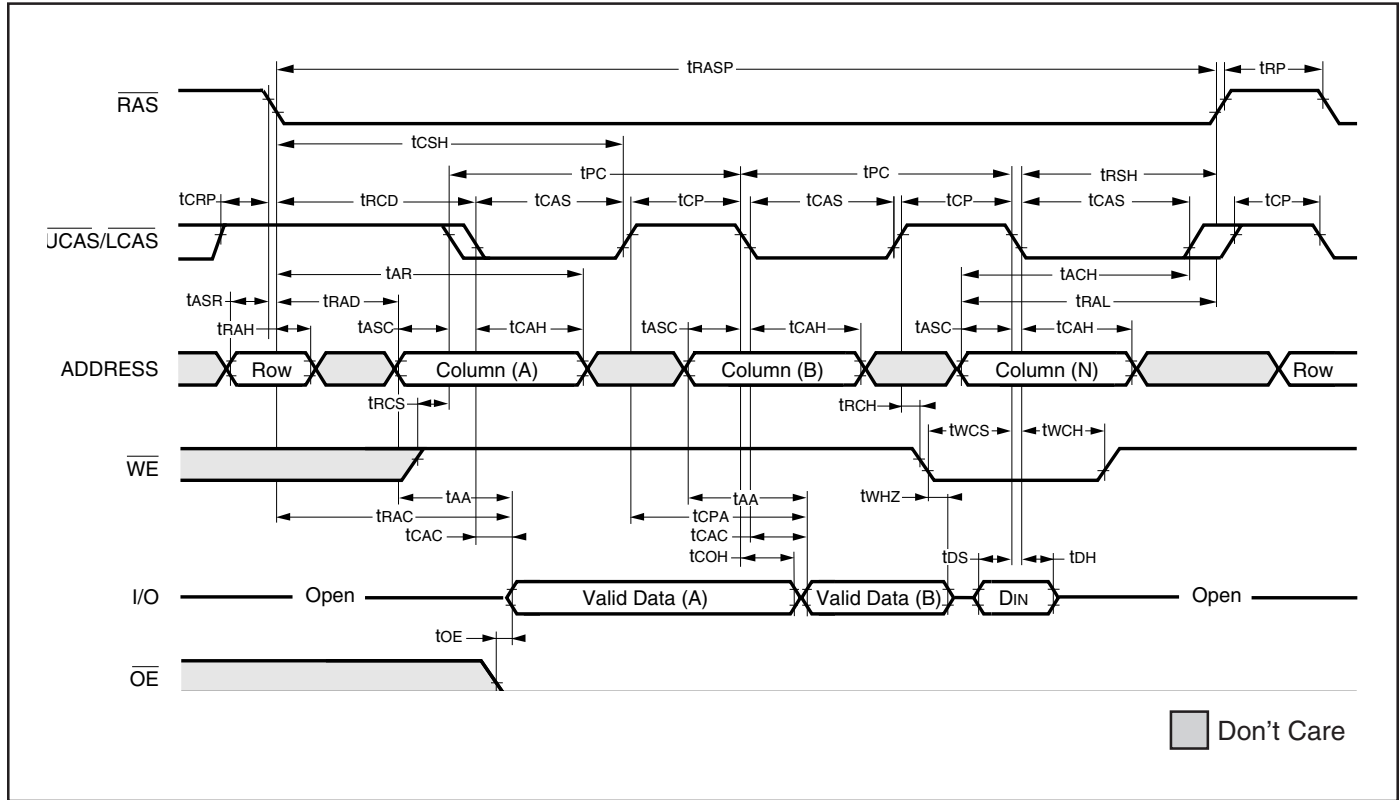 tRASP
tRP
RAS
tCSH
tPC
tPC
tRSH
tCRP
tRCD
tCAS
tCP
tCAS
tCP
tCAS
tCP
UCAS/LCAS
tAR
tACH
tASR
tRAD
tRAL
tRAH
tASC
tCAH
tASC
tCAH
tASC
tCAH
ADDRESS
Row
Column (A)
Column (B)
Column (N)
Row
tRCS
tRCH
tWCS
tWCH
WE
tAA
tAA
tWHZ
tRAC
tCPA
tCAC
tCAC
tCOH
tDS
tDH
I/O
Open
Valid Data (A)
Valid Data (B)
DIN
Open
tOE
OE
Don't Care